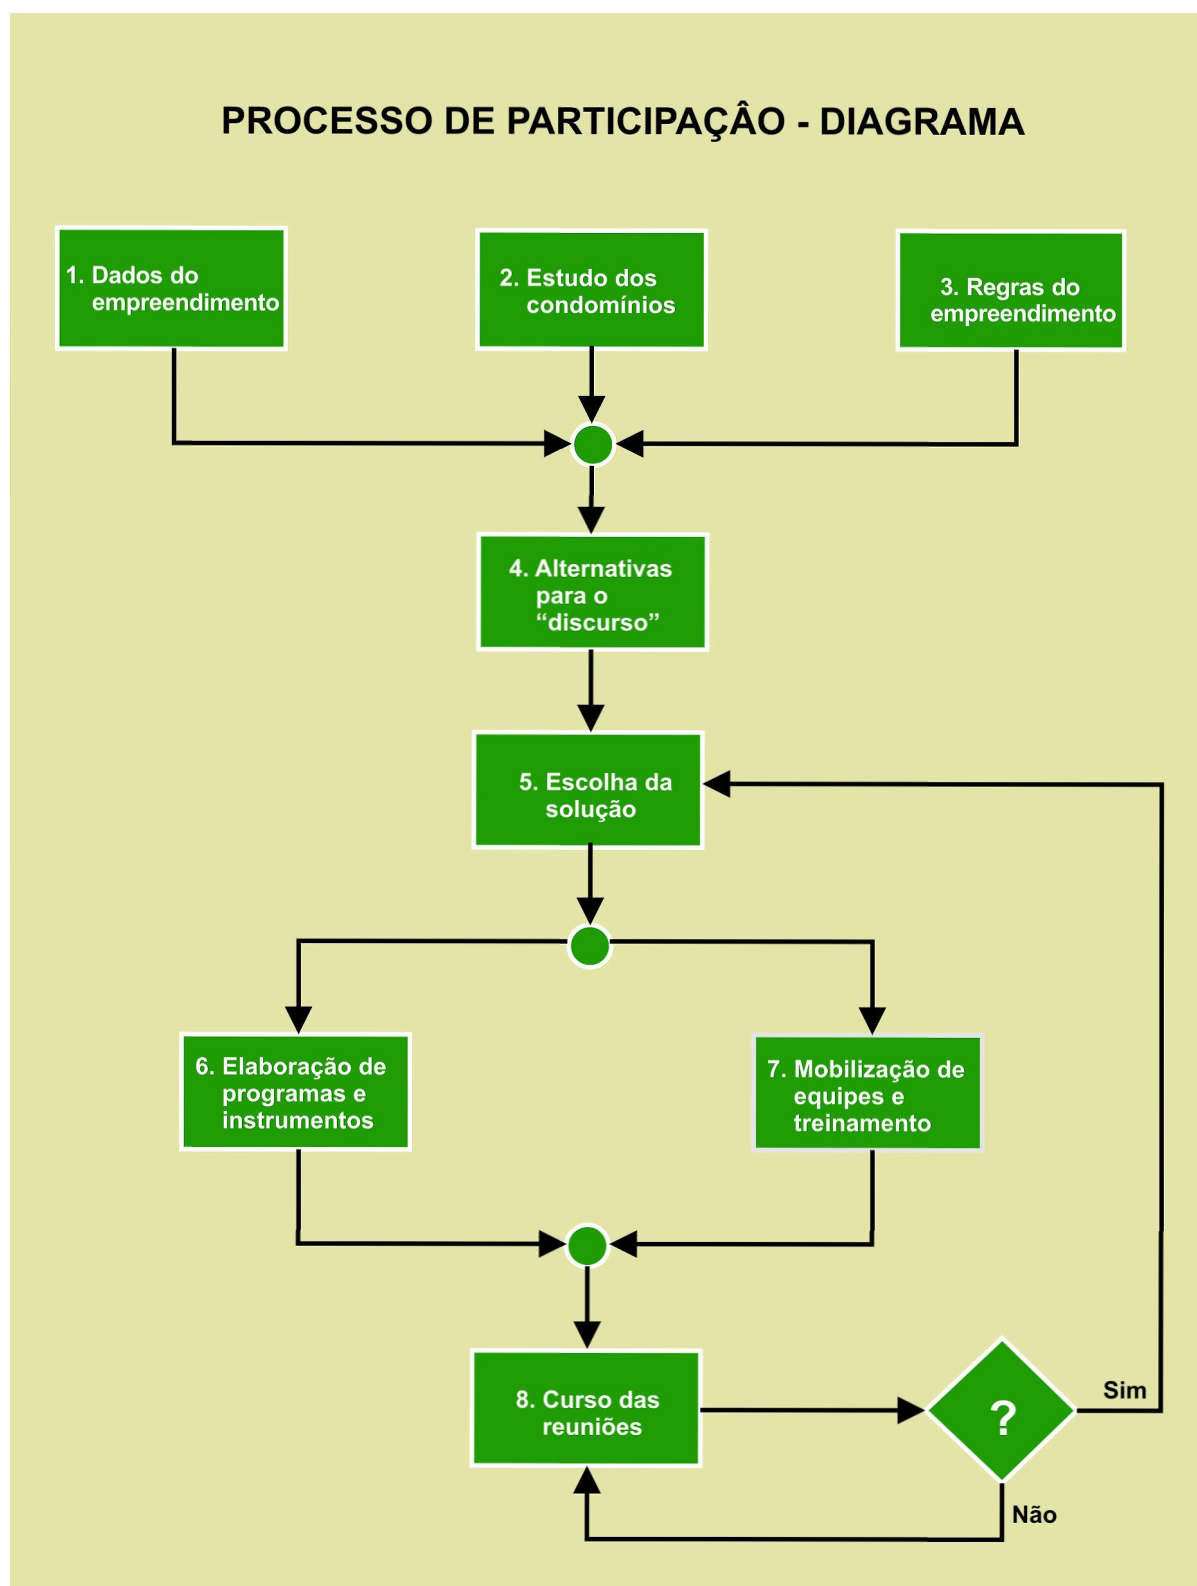 PROCESSO DE PARTICIPAÇÂO - DIAGRAMA
1. Dados do
empreendimento
2. Estudo dos
condomínios
3. Regras do
empreendimento
4. Alternativas
para o
“discurso”
5. Escolha da
solução
6. Elaboração de
programas e
instrumentos
7. Mobilização de
equipes e
treinamento
8. Curso das
reuniões
?
Sim
Não